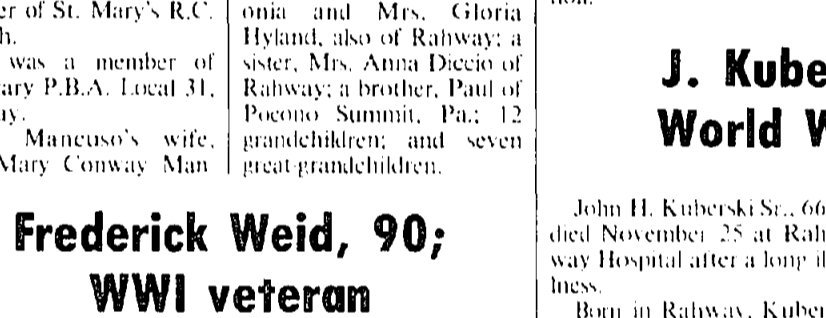 er of St. Mary's R.C.
h.
was a member of
ary P.B.A. Local 31,
ay.
Mancuso's wife,
Mary Conway Man
onia and Mrs. Gloria
Hyland, also of Rahway; a
sister, Mrs. Anna Diccio of
Rahway; a brother, Paul of
Pocono Summit, Pa.; 12
grandchildren; and seven
great-grandchildren.
Frederick Weid, 90;
WWI veteran
J. Kube
World W
John H. Kuberski Sr., 66
died November 25 at Rah
way Hospital after a long il
lness.
Born in Rahway, Kuber